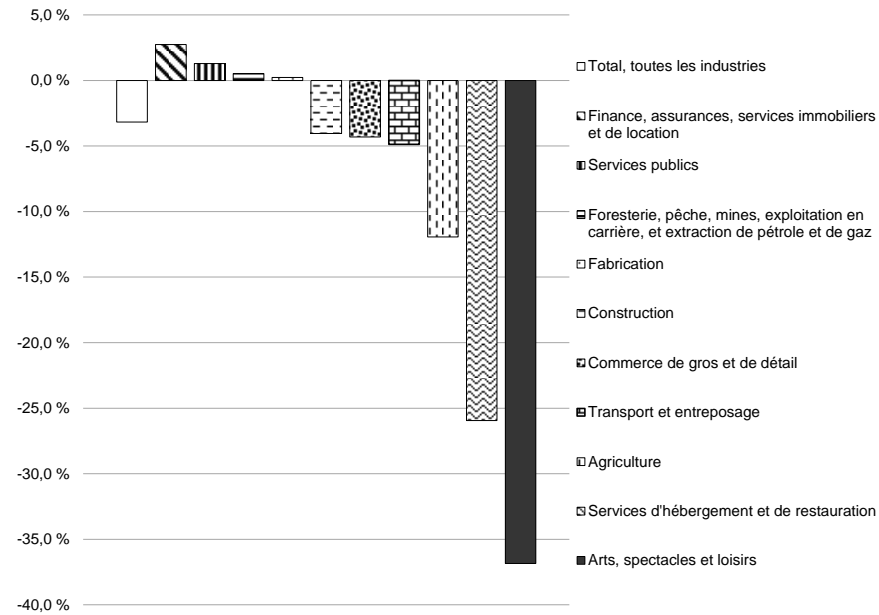 5,0 %
0,0 %
-5,0 %
-10,0 %
-15,0 %
-20,0 %
-25,0 %
-30,0 %
-35,0 %
-40,0 %
Total, toutes les industries
Finance, assurances, services immobiliers
et de location
Services publics
Foresterie, pêche, mines, exploitation en
carrière, et extraction de pétrole et de gaz
Fabrication
Construction
Commerce de gros et de détail
Transport et entreposage
Agriculture
Services d'hébergement et de restauration
Arts, spectacles et loisirs